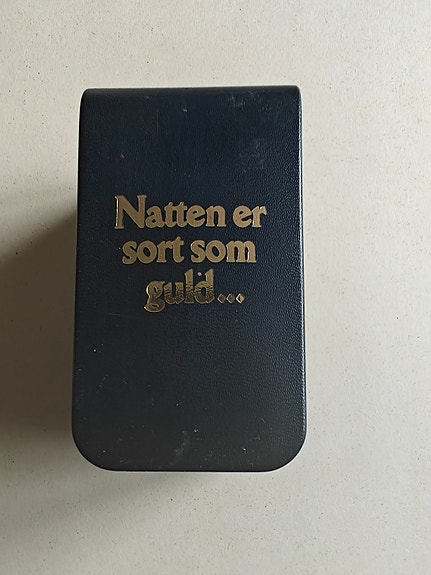 Natten er
sort som
guld...